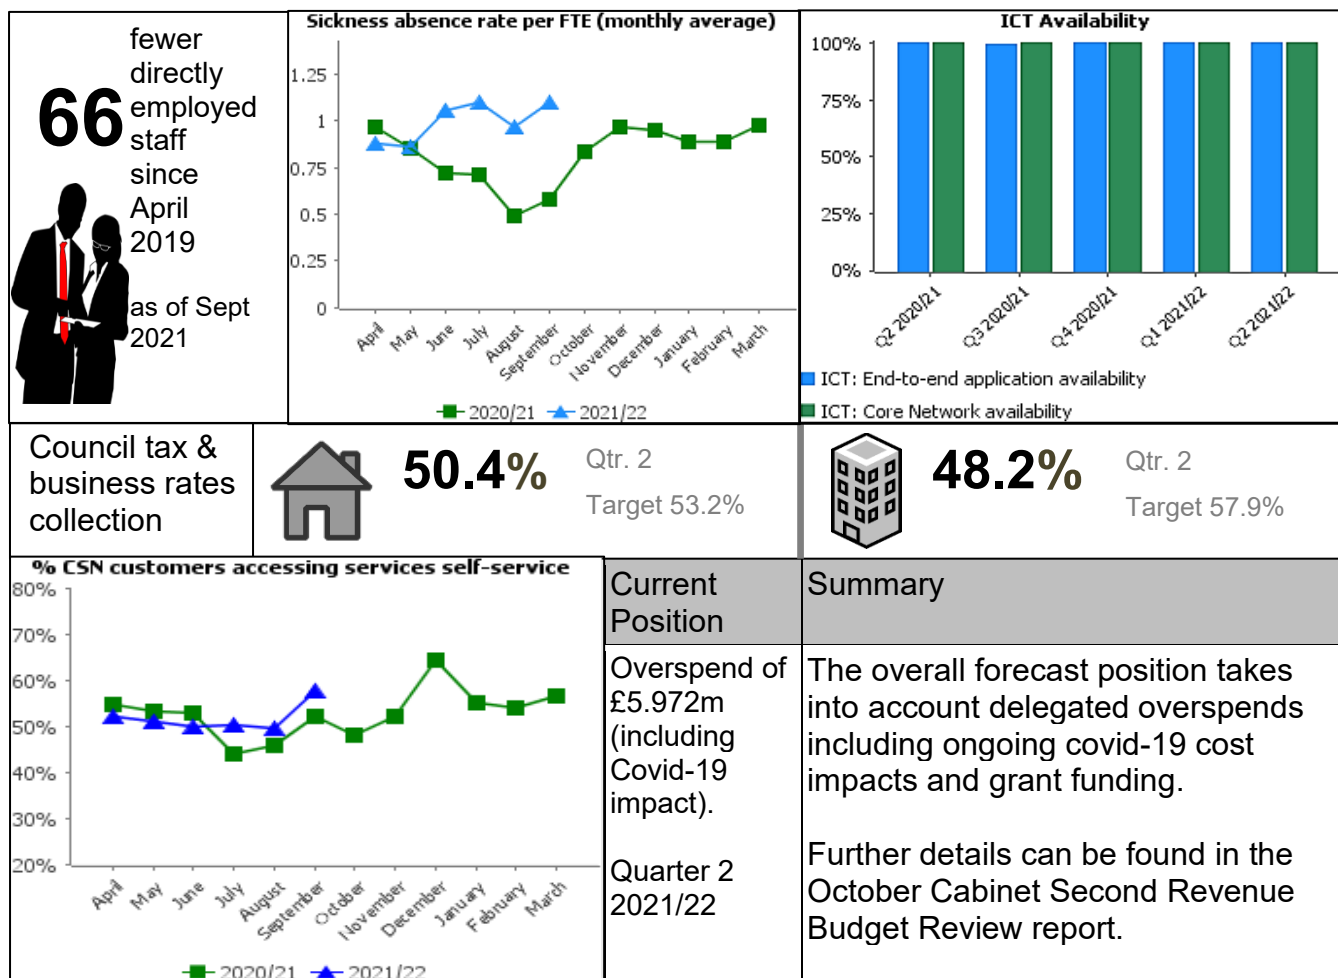 66
fewer
directly
employed
staff
since
April
2019
as of Sept
2021
Sickness absence rate per FTE (monthly average)
1.25
1
0.75
0.5
0.25
0
April
May
June
July
August
September
October
November
December
January
February
March
2020/21
2021/22
ICT Availability
100%
75%
50%
25%
0%
Q2 2020/21
Q3 2020/21
Q4 2020/21
Q1 2021/22
Q2 2021/22
ICT: End-to-end application availability
ICT: Core Network availability
Council tax &
business rates
collection
50.4%
Qtr. 2
Target 53.2%
48.2%
Qtr. 2
Target 57.9%
% CSN customers accessing services self-service
80%
70%
60%
50%
40%
30%
20%
April
May
June
July
August
September
October
November
December
January
February
March
2020/21
2021/22
Current
Position
Summary
Overspend of
£5.972m
(including
Covid-19
impact).
Quarter 2
2021/22
The overall forecast position takes
into account delegated overspends
including ongoing covid-19 cost
impacts and grant funding.
Further details can be found in the
October Cabinet Second Revenue
Budget Review report.